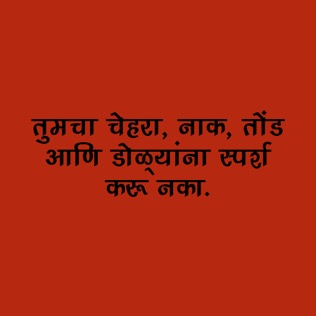 तुमचा चेहरा, नाक, तोंड
आणि डोळ्यांना स्पर्श
करू नका.